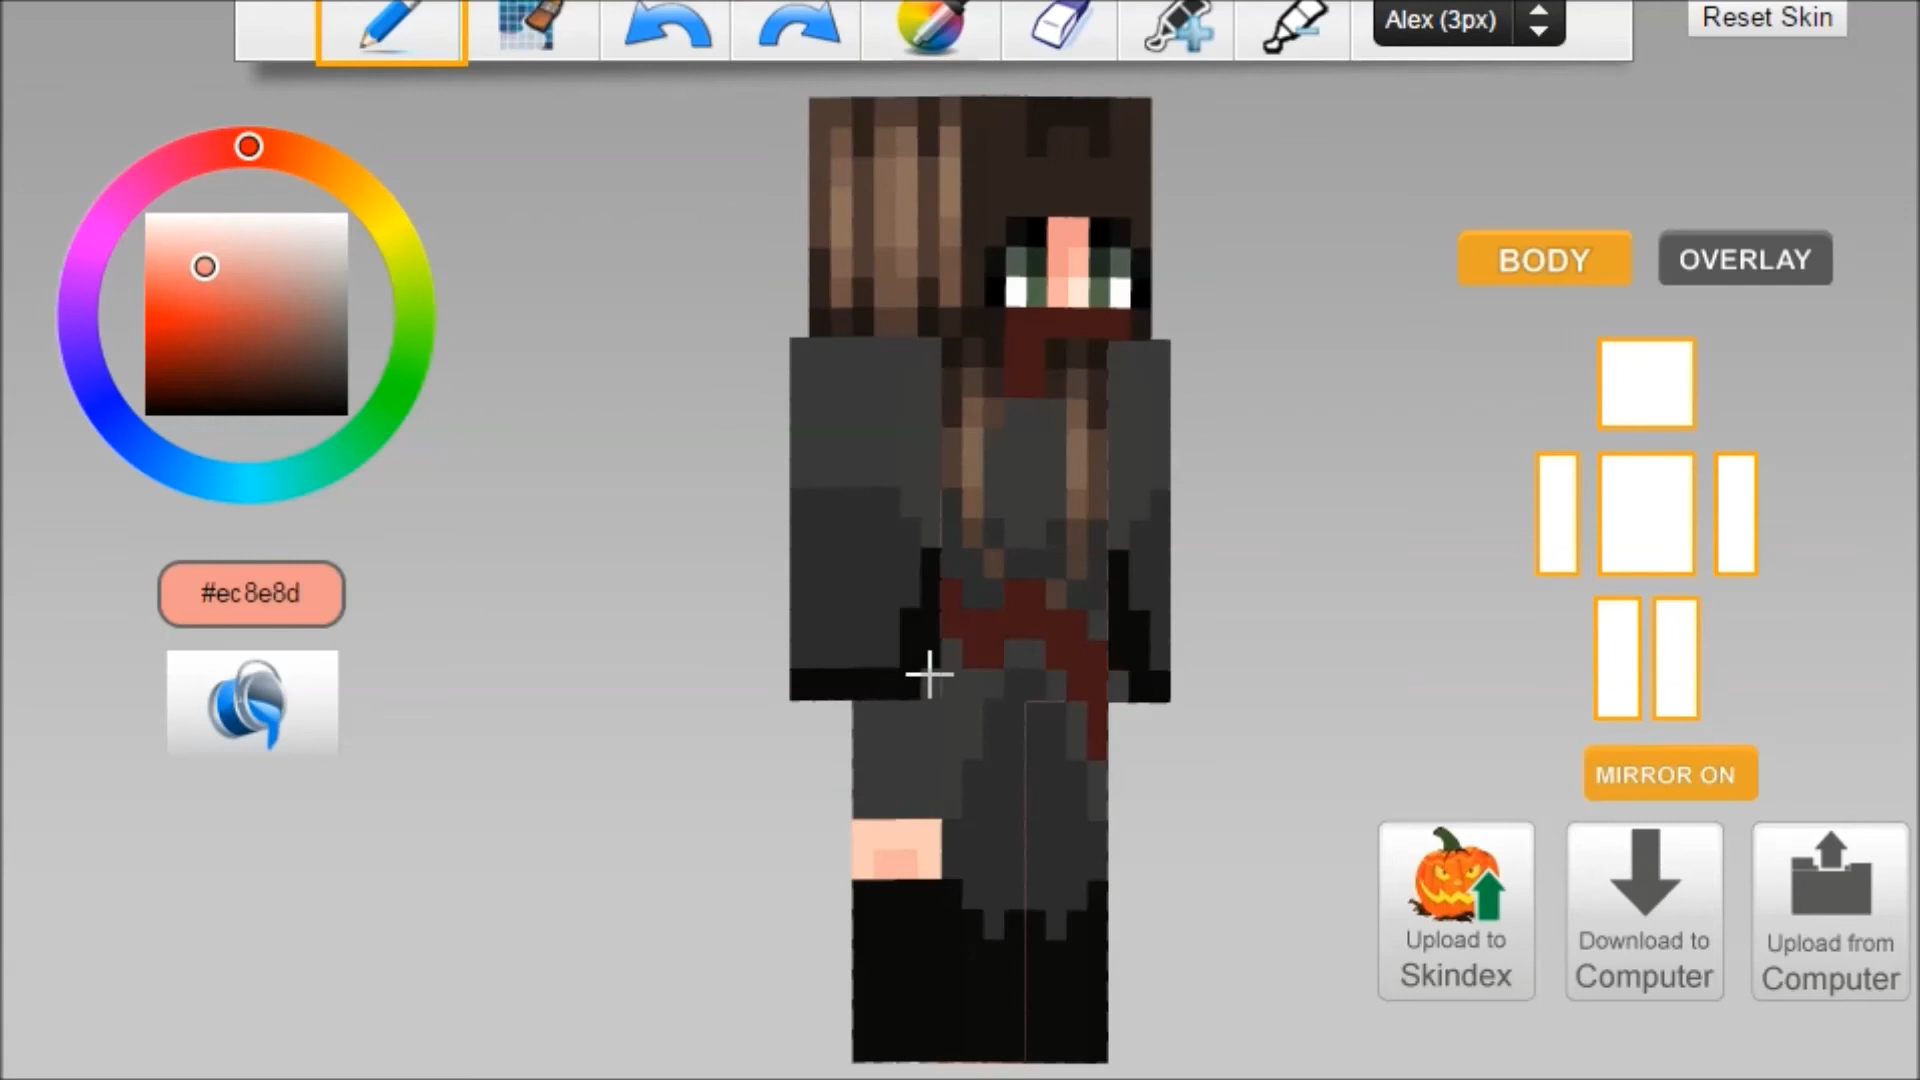 Alex (3px)
Reset Skin
BODY
OVERLAY
#ec8e8d
MIRROR ON
Upload to
Skindex
Download to
Computer
Upload from
Computer